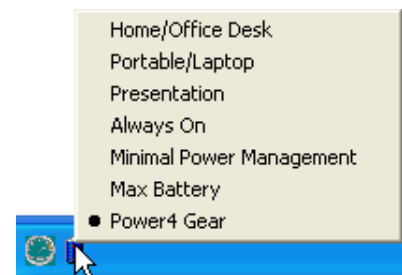 Home/Office Desk
Portable/Laptop
Presentation
Always On
Minimal Power Management
Max Battery
Power4 Gear